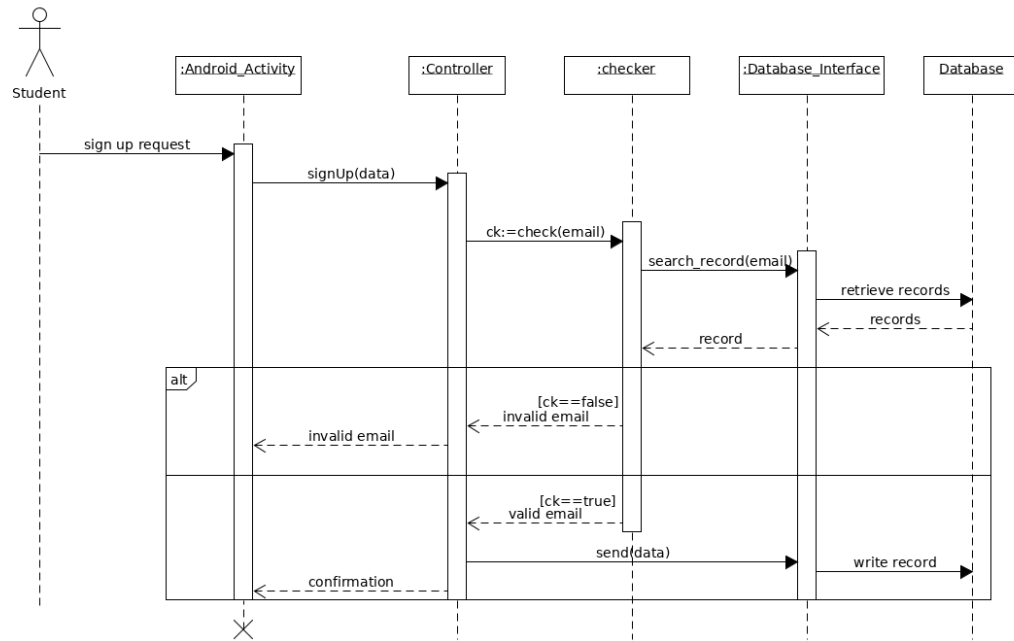 :Android_Activity
:Controller
:checker
:Database_Interface
Database
Student
sign up request
signUp(data)
ck:=check(email)
search_record(email)
retrieve records
records
record
alt
[ck==false]
invalid email
invalid email
[ck==true]
valid email
send(data)
write record
confirmation